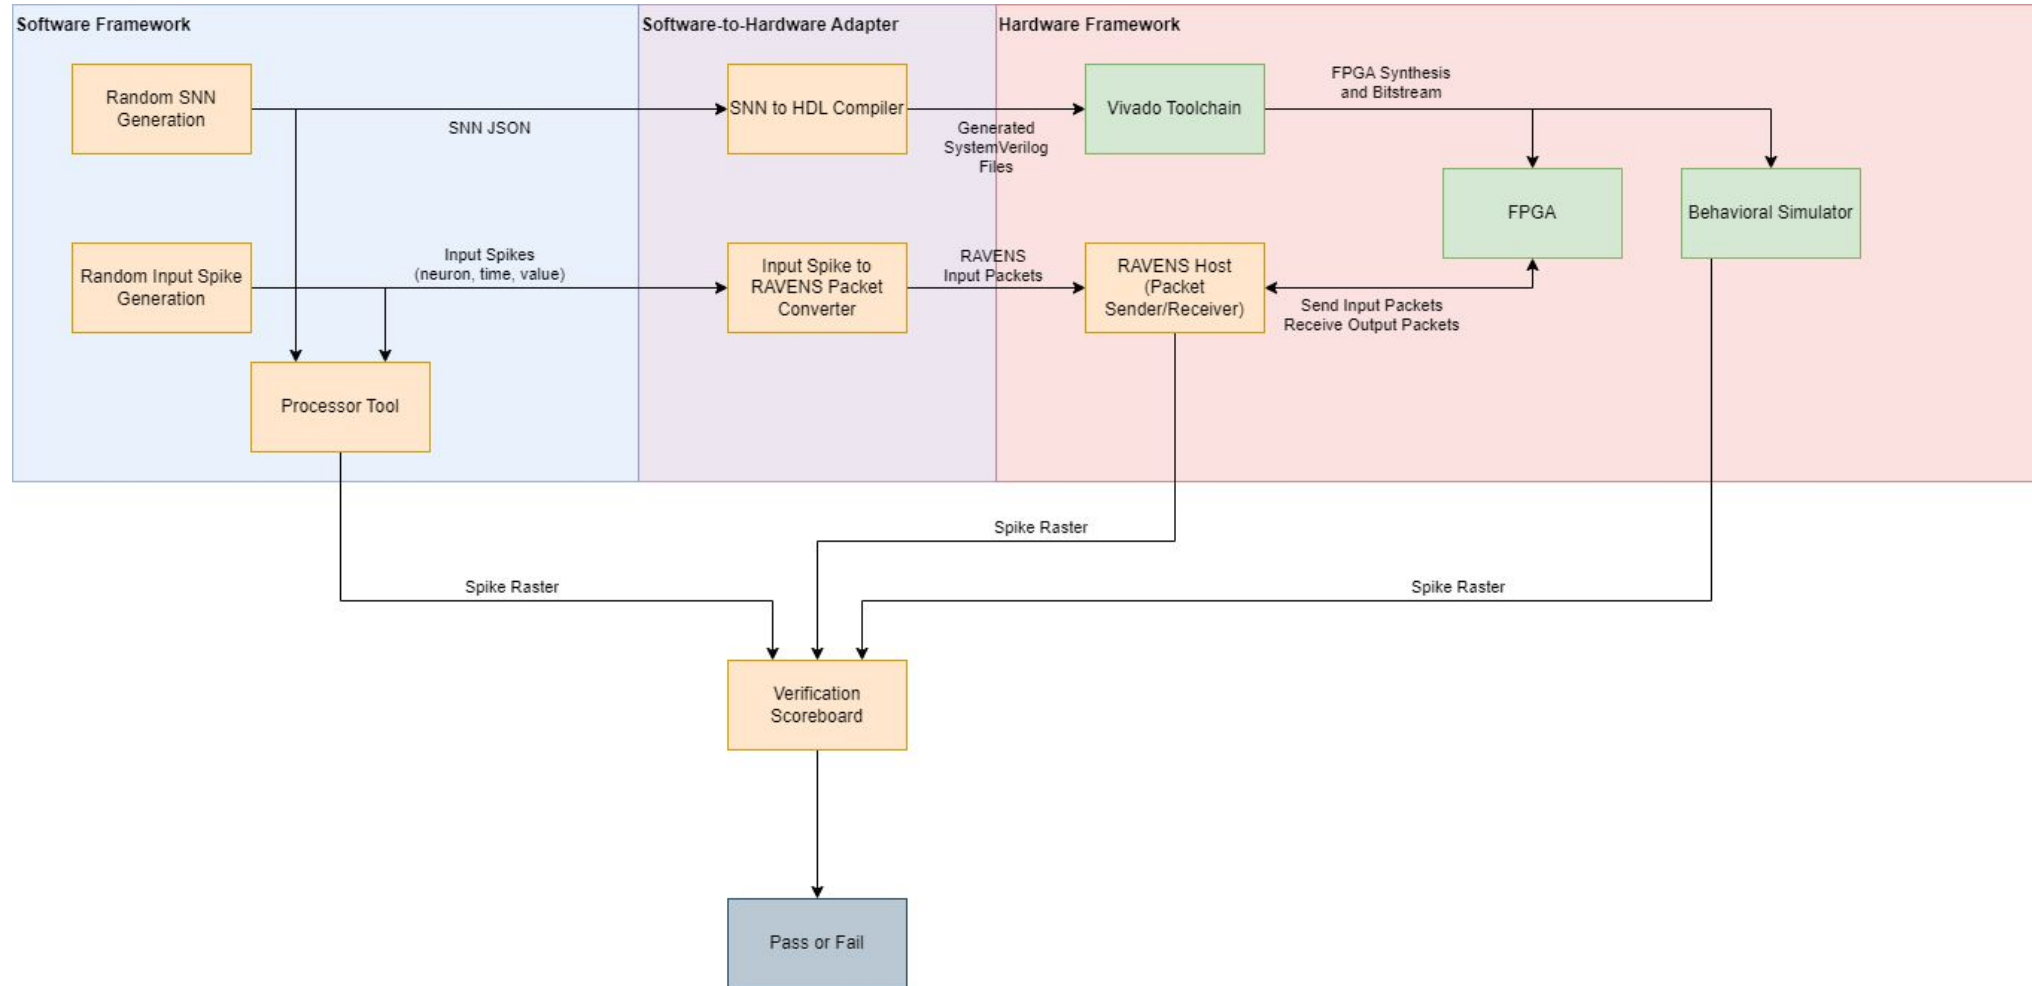 Software Framework
Software-to-Hardware Adapter
Hardware Framework
Random SNN
Generation
SNN JSON
SNN to HDL Compiler
Generated
SystemVerilog
Files
Vivado Toolchain
FPGA Synthesis
and Bitstream
FPGA
Behavioral Simulator
Random Input Spike
Generation
Input Spikes
(neuron, time, value)
Input Spike to
RAVENS Packet
Converter
RAVENS
Input Packets
RAVENS Host
(Packet
Sender/Receiver)
Send Input Packets
Receive Output Packets
Processor Tool
Spike Raster
Spike Raster
Spike Raster
Verification
Scoreboard
Pass or Fail